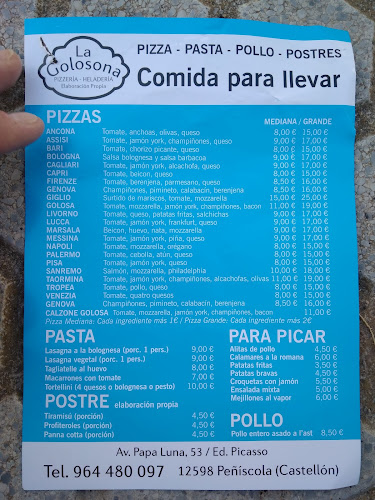 La Golosona
PIZZERÍA - HELADERÍA
Elaboración Propia
PIZZA - PASTA - POLLO - POSTRES
Comida para llevar
PIZZAS MEDIANA / GRANDE
ANCONA Tomate, anchoas, olivas, queso 8,00 € 15,00 €
ASSISI Tomate, jamón york, champiñones, queso 9,00 € 17,00 €
BARI Tomate, chorizo picante, queso 8,00 € 15,00 €
BOLOGNA Salsa bolognesa y salsa barbacoa 9,00 € 17,00 €
CAGLIARI Tomate, jamón york, alcachofa, queso 9,00 € 17,00 €
CAPRI Tomate, beicon, queso 8,00 € 15,00 €
FIRENZE Tomate, berenjena, parmesano, queso 8,50 € 16,00 €
GENOVA Champiñones, pimiento, calabacín, berenjena 8,50 € 16,00 €
GIGLIO Surtido de mariscos, tomate, mozzarella 15,00 € 25,00 €
GOLOSA Tomate, mozzarella, jamón york, champiñones, bacon 11,00 € 19,00 €
LIVORNO Tomate, queso, patatas fritas, salchichas 9,00 € 17,00 €
LUCCA Tomate, jamón york, frankfurt, queso 9,00 € 17,00 €
MARSALA Beicon, huevo, nata, mozzarella 9,00 € 17,00 €
MESSINA Tomate, jamón york, piña, queso 9,00 € 17,00 €
NAPOLI Tomate, mozzarella, orégano 8,00 € 15,00 €
PALERMO Tomate, cebolla, atún, queso 8,00 € 15,00 €
PISA Tomate, jamón york, queso 8,00 € 15,00 €
SANREMO Salmón, mozzarella, philadelphia 10,00 € 18,00 €
MORMINA Tomate, jamón york, champiñones, alcachofas, olivas 11,00 € 19,00 €
TROPEA Tomate, pollo, queso 8,00 € 15,00 €
VENEZIA Tomate, quatro quesos 8,00 € 15,00 €
GENOVA Champiñones, pimiento, calabacín, berenjena 8,50 € 16,00 €
CALZONE GOLOSA Tomate, mozzarella, jamón york, champiñones, bacon 11,00 €
Pizza Mediana: Cada ingrediente más 1€ / Pizza Grande: Cada ingrediente más 2€
PASTA
Lasagna a la bolognesa (porc. 1 pers.) 9,00 €
Lasagna vegetal (porc. 1 pers.) 9,00 €
Tagliatelle al huevo 8,00 €
Macarrones con tomate 7,00 €
Tortellini (4 quesos o bolognesa o pesto) 10,00 €
POSTRE elaboración propia
Tiramisú (porción) 4,50 €
Profiteroles (porción) 4,50 €
Panna cotta (porción) 4,50 €
PARA PICAR
Alitas de pollo 4,50 €
Calamares a la romana 6,00 €
Patatas fritas 3,50 €
Patatas bravas 4,50 €
Croquetas con jamón 5,50 €
Ensalada mixta 5,00 €
Mejillones al vapor 6,00 €
POLLO
Pollo entero asado a l'ast 8,50 €
Av. Papa Luna, 53 / Ed. Picasso
Tel. 964 480 097 12598 Peñíscola (Castellón)